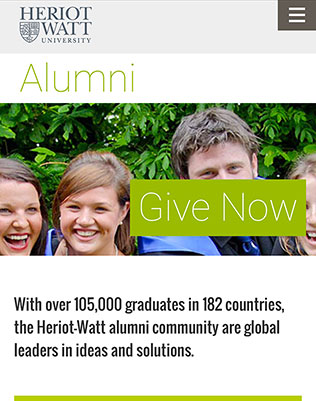 HERIOT
WATT
UNIVERSITY
Alumni
Give Now
With over 105,000 graduates in 182 countries,
the Heriot-Watt alumni community are global
leaders in ideas and solutions.